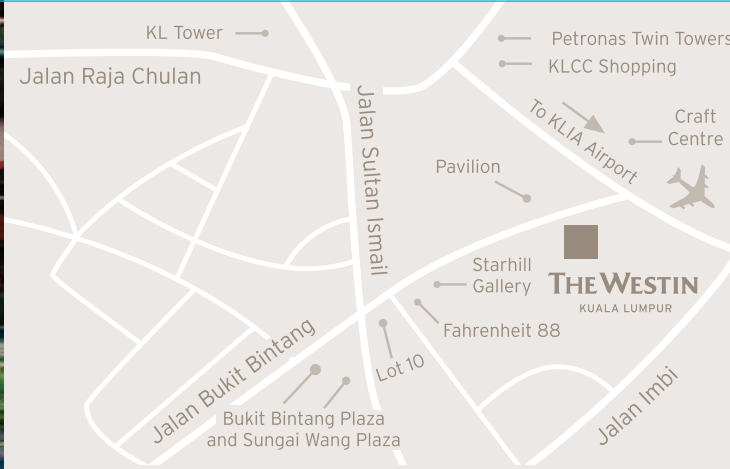 KL Tower
Petronas Twin Towers
KLCC Shopping
Jalan Raja Chulan
Jalan Sultan Ismail
To KLIA Airport
Craft
Centre
Pavilion
Starhill
Gallery
THE WESTIN
KUALA LUMPUR
Fahrenheit 88
Lot 10
Jalan Bukit Bintang
Jalan Imbi
Bukit Bintang Plaza
and Sungai Wang Plaza